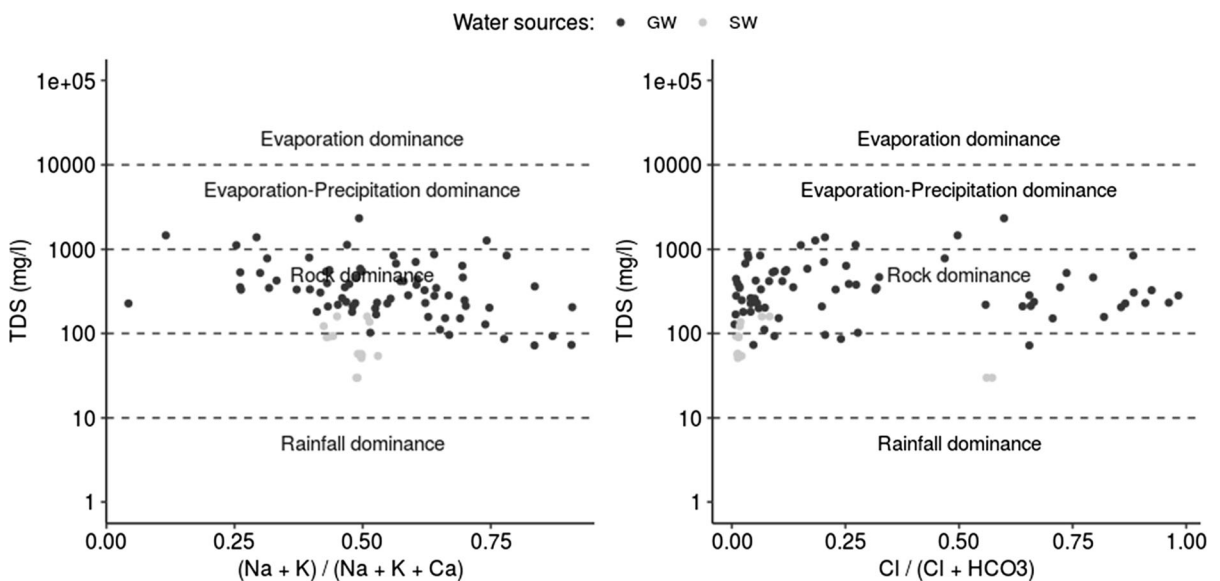 Water sources: GW SW
TDS (mg/l)
1e+05
10000
1000
100
10
1
Evaporation dominance
Evaporation-Precipitation dominance
Rock dominance
Rainfall dominance
0.00 0.25 0.50 0.75
(Na + K) / (Na + K + Ca)
TDS (mg/l)
1e+05
10000
1000
100
10
1
Evaporation dominance
Evaporation-Precipitation dominance
Rock dominance
Rainfall dominance
0.00 0.25 0.50 0.75 1.00
Cl / (Cl + HCO3)